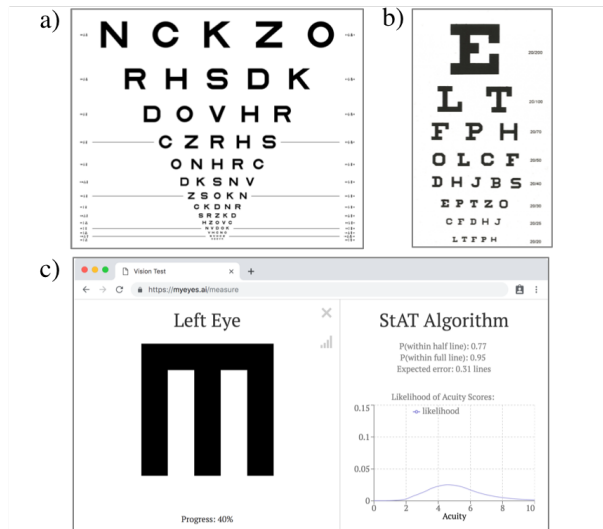 a)
N C K Z O
R H S D K
D O V H R
C Z R H S
O N H R C
D K S N V
Z S O K N
C K D N R
S R Z K D
H Z O V C
N V D O K
b)
E
20/200
L T
20/100
F P H
20/70
O L C F
D H J B S
20/40
E P T Z O
20/30
C F D H J
20/25
L T F P H
20/20
c)
Vision Test
https://myeyes.ai/measure
Left Eye
Progress: 40%
StAT Algorithm
P(within half line): 0.77
P(within full line): 0.95
Expected error: 0.31 lines
Likelihood of Acuity Scores:
likelihood
0.15
0.1
0.05
0
0 2 4 6 8 10
Acuity